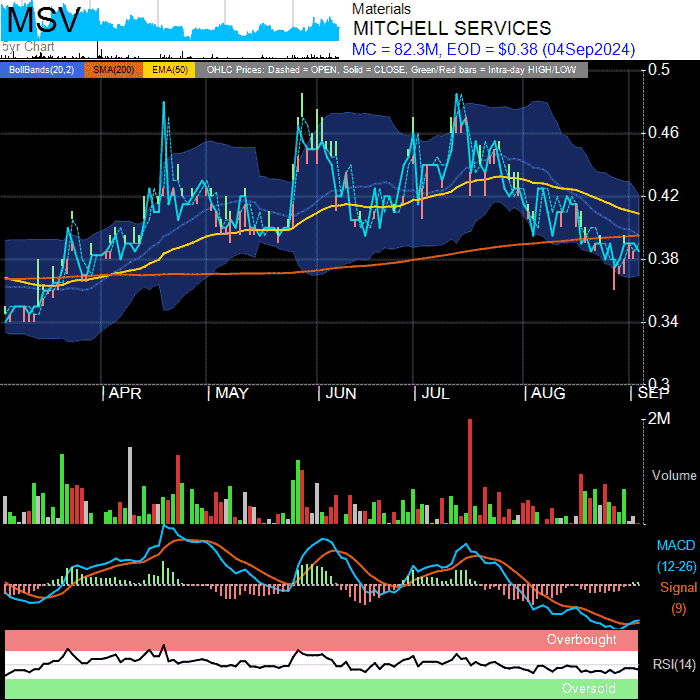 MSV
5yr Chart
Materials
MITCHELL SERVICES
MC = 82.3M, EOD = $0.38 (04Sep2024)
BollBands(20,2) SMA(200) EMA(50) OHLC Prices: Dashed = OPEN, Solid = CLOSE, Green/Red bars = Intra-day HIGH/LOW
0.5
0.46
0.42
0.38
0.34
0.3
APR MAY JUN JUL AUG SEP
2M
Volume
MACD
(12-26)
Signal
(9)
Overbought
RSI(14)
Oversold